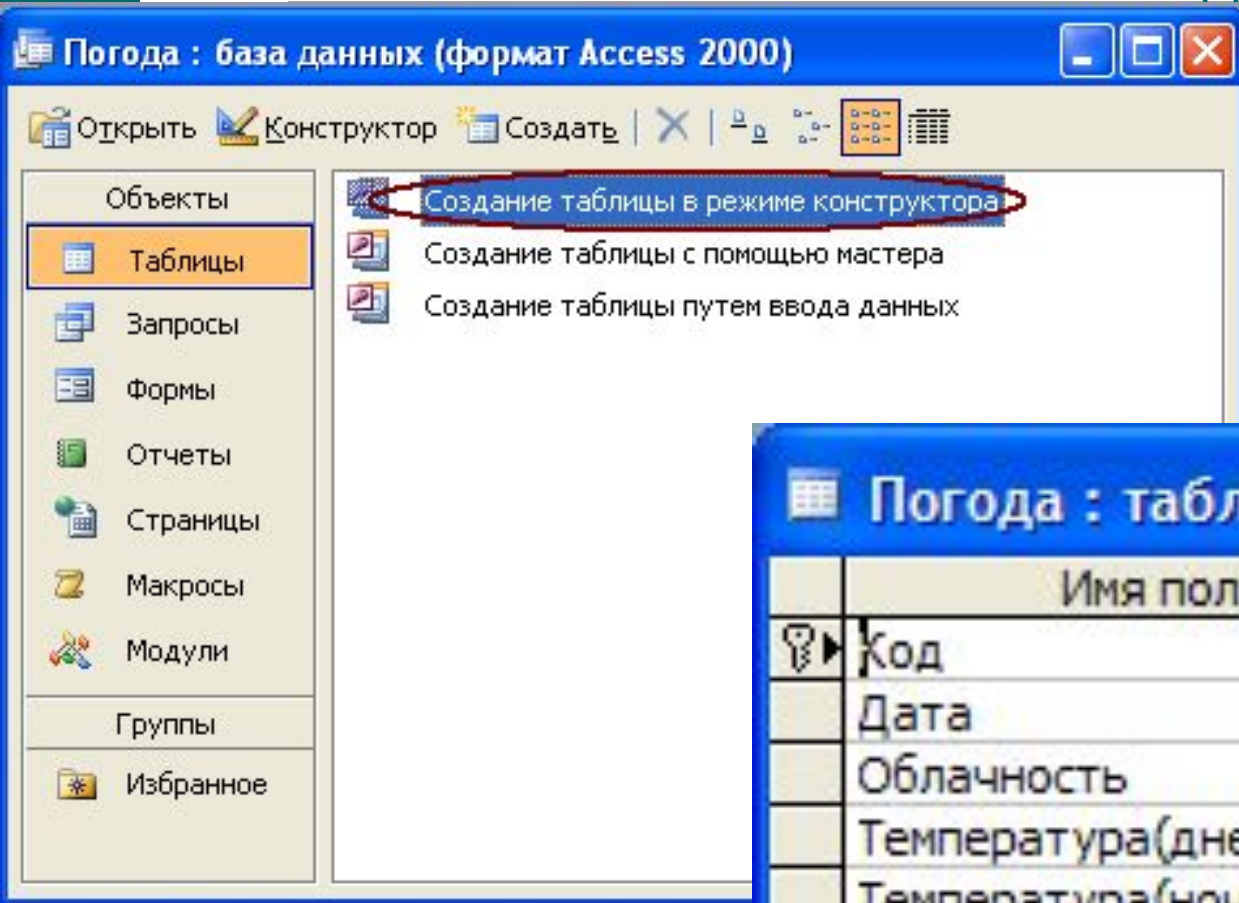 Погода : база данных (формат Access 2000)
Открыть Конструктор Создать
Объекты
Таблицы
Запросы
Формы
Отчеты
Страницы
Макросы
Модули
Группы
Избранное
Создание таблицы в режиме конструктора
Создание таблицы с помощью мастера
Создание таблицы путем ввода данных
Погода : табл
Имя пол
Код
Дата
Облачность
Температура(дне
Температура(ноч